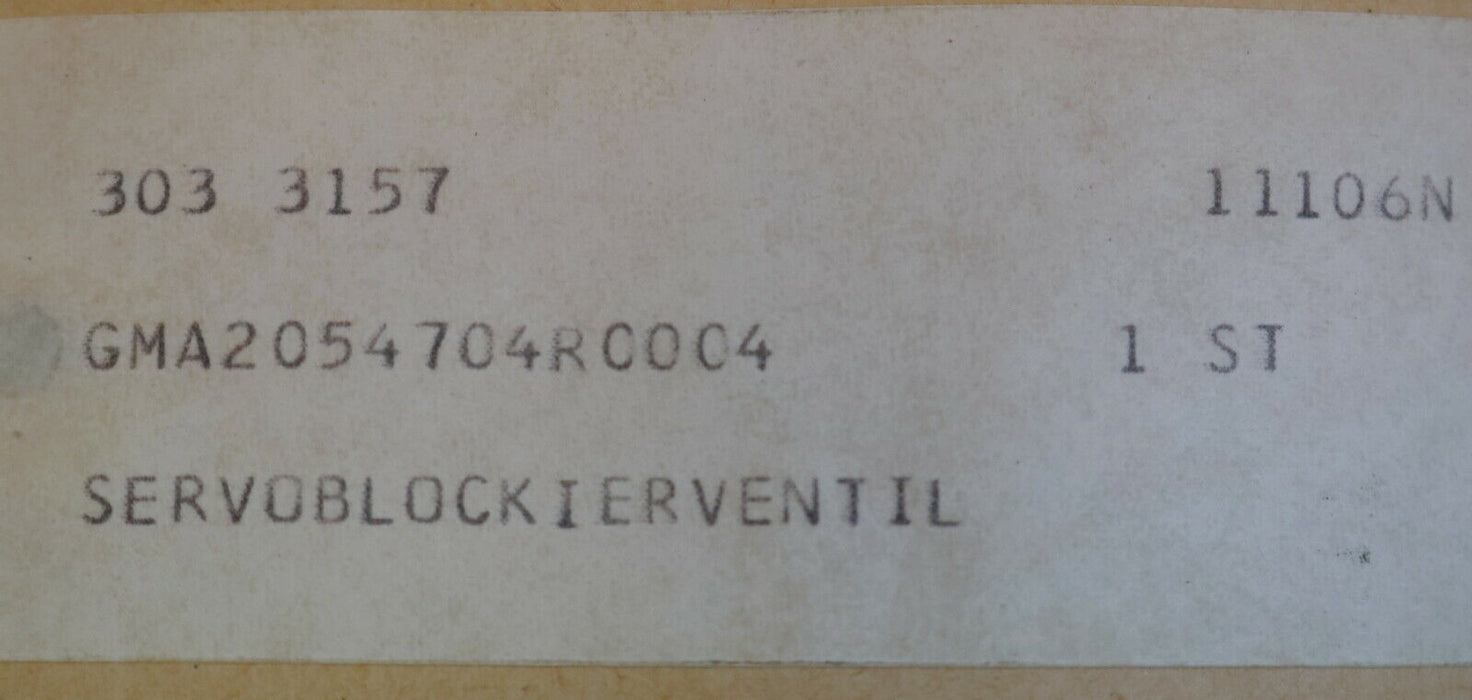 303 3157 11106N
GMA2054704R0004 1 ST
SERVOBLOCKIERVENTIL